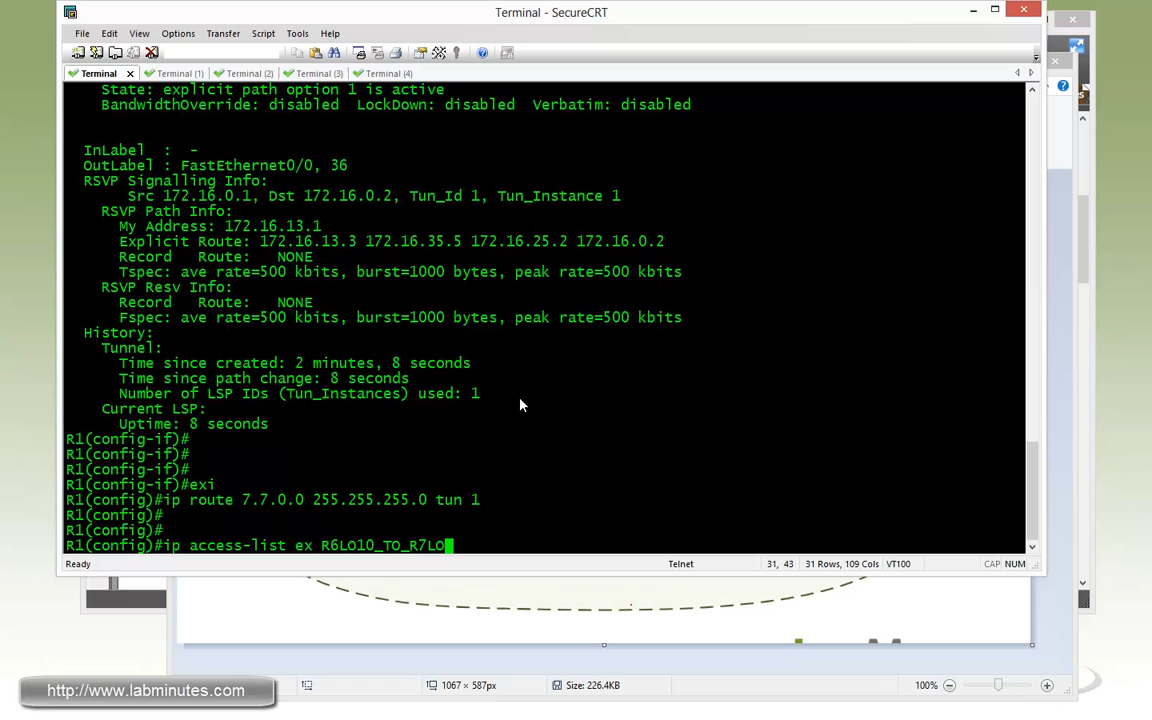 Terminal - SecureCRT
File Edit View Options Transfer Script Tools Help
Terminal Terminal (1) Terminal (2) Terminal (3) Terminal (4)
State: explicit path option 1 is active
BandwidthOverride: disabled LockDown: disabled Verbatim: disabled
InLabel : -
OutLabel : FastEthernet0/0, 36
RSVP Signalling Info:
Src 172.16.0.1, Dst 172.16.0.2, Tun_Id 1, Tun_Instance 1
RSVP Path Info:
My Address: 172.16.13.1
Explicit Route: 172.16.13.3 172.16.35.5 172.16.25.2 172.16.0.2
Record Route: NONE
Tspec: ave rate=500 kbits, burst=1000 bytes, peak rate=500 kbits
RSVP Resv Info:
Record Route: NONE
Fspec: ave rate=500 kbits, burst=1000 bytes, peak rate=500 kbits
History:
Tunnel:
Time since created: 2 minutes, 8 seconds
Time since path change: 8 seconds
Number of LSP IDs (Tun_Instances) used: 1
Current LSP:
Uptime: 8 seconds
R1(config-if)#
R1(config-if)#
R1(config-if)#
R1(config-if)#exi
R1(config)#ip route 7.7.0.0 255.255.255.0 tun 1
R1(config)#
R1(config)#
R1(config)#ip access-list ex R6LO10_TO_R7LO
Ready Telnet 31, 43 31 Rows, 109 Cols VT100 CAP NUM
1067 × 587px Size: 226.4KB 100%
http://www.labminutes.com